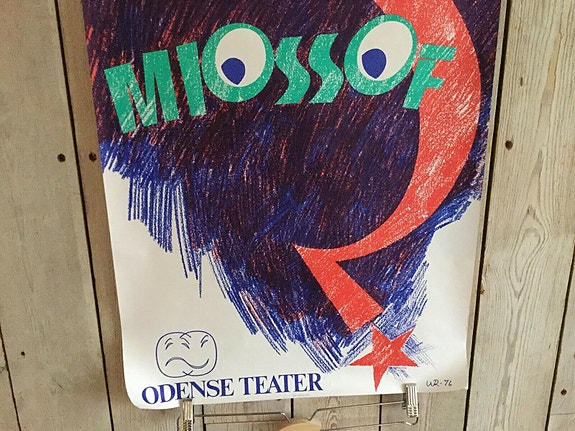 MIOSSOF
ODENSE TEATER
UR-76